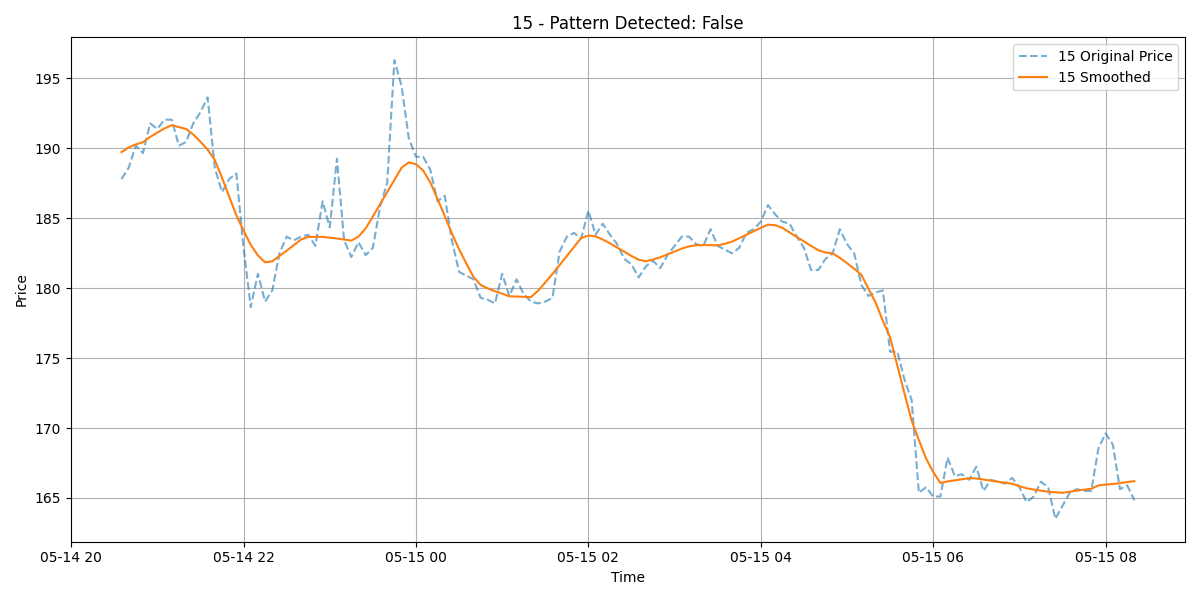 15 - Pattern Detected: False
15 Original Price
15 Smoothed
Price
195
190
185
180
175
170
165
05-14 20
05-14 22
05-15 00
05-15 02
05-15 04
05-15 06
05-15 08
Time